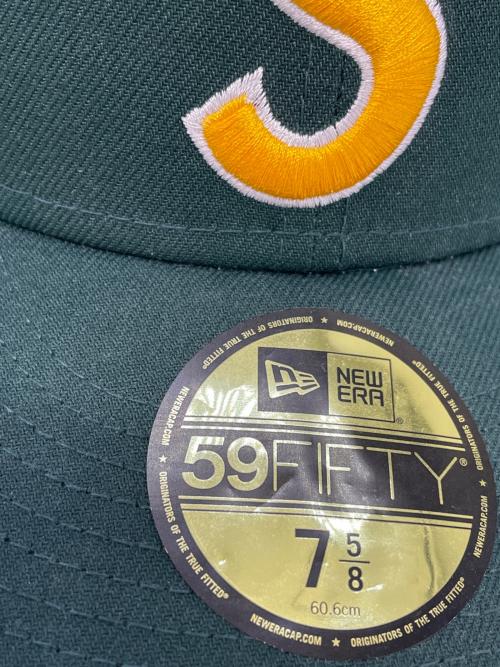 S
NEW
ERA®
59FIFTY®
7 5/8
60.6cm
NEWERACAP.COM ★ ORIGINATORS OF THE TRUE FITTED® ★ NEWERACAP.COM ★ ORIGINATORS OF THE TRUE FITTED® ★ NEWERACAP.COM ★ ORIGINATORS OF THE TRUE FITTED® ★ NEWERACAP.COM ★ ORIGINATORS OF THE TRUE FITTED®